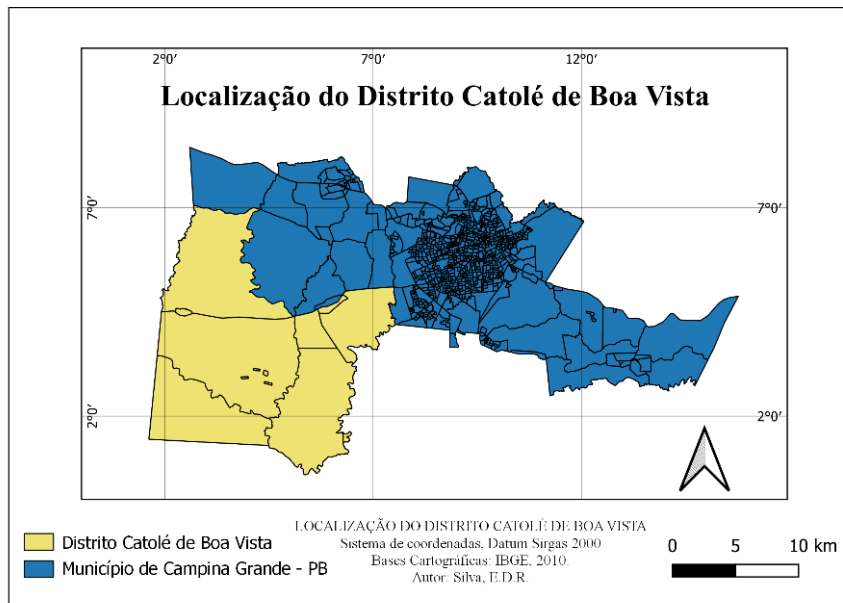 2°0′ 7°0′ 12°0′
Localização do Distrito Catolé de Boa Vista
7°0′ 7°0′
2°0′ 2°0′
LOCALIZAÇÃO DO DISTRITO CATOLÉ DE BOA VISTA
Sistema de coordenadas, Datum Sirgas 2000
Bases Cartográficas: IBGE, 2010.
Autor: Silva, E.D.R.
Distrito Catolé de Boa Vista
Município de Campina Grande - PB
0 5 10 km